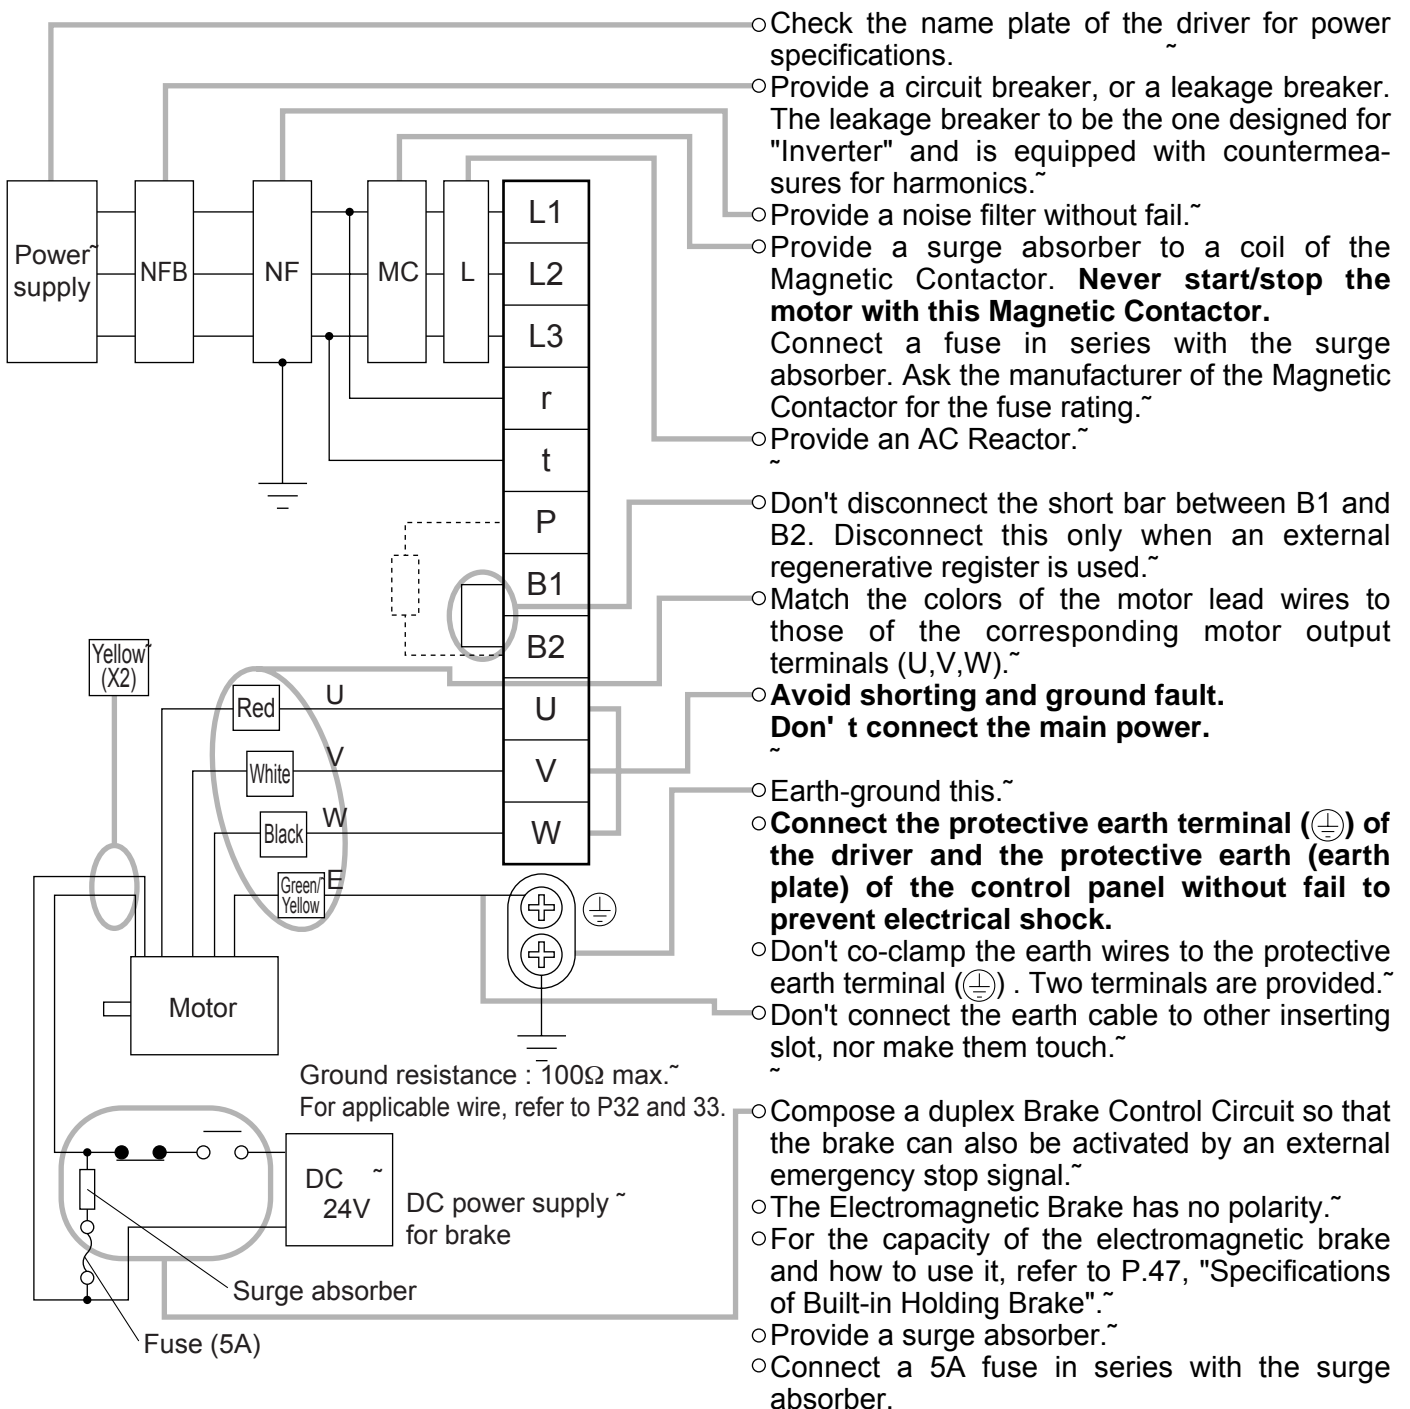 Check the name plate of the driver for power
specifications. ˜
Provide a circuit breaker, or a leakage breaker.
The leakage breaker to be the one designed for
"Inverter" and is equipped with countermea-
sures for harmonics.˜
Provide a noise filter without fail.˜
Provide a surge absorber to a coil of the
Magnetic Contactor. Never start/stop the
motor with this Magnetic Contactor.
Connect a fuse in series with the surge
absorber. Ask the manufacturer of the Magnetic
Contactor for the fuse rating.˜
Provide an AC Reactor.˜
˜
Don't disconnect the short bar between B1 and
B2. Disconnect this only when an external
regenerative register is used.˜
Match the colors of the motor lead wires to
those of the corresponding motor output
terminals (U,V,W).˜
Avoid shorting and ground fault.
Don' t connect the main power.
˜
Earth-ground this.˜
Connect the protective earth terminal (⏚) of
the driver and the protective earth (earth
plate) of the control panel without fail to
prevent electrical shock.
Don't co-clamp the earth wires to the protective
earth terminal (⏚) . Two terminals are provided.˜
Don't connect the earth cable to other inserting
slot, nor make them touch.˜
˜
Compose a duplex Brake Control Circuit so that
the brake can also be activated by an external
emergency stop signal.˜
The Electromagnetic Brake has no polarity.˜
For the capacity of the electromagnetic brake
and how to use it, refer to P.47, "Specifications
of Built-in Holding Brake".˜
Provide a surge absorber.˜
Connect a 5A fuse in series with the surge
absorber.
Power˜
supply
NFB
NF
MC
L
L1
L2
L3
r
t
P
B1
B2
U
V
W
Yellow˜
(X2)
Red
U
White
V
Black
W
Green/˜
Yellow
E
Motor
Ground resistance : 100Ω max.˜
For applicable wire, refer to P32 and 33.
DC ˜
24V
DC power supply ˜
for brake
Surge absorber
Fuse (5A)